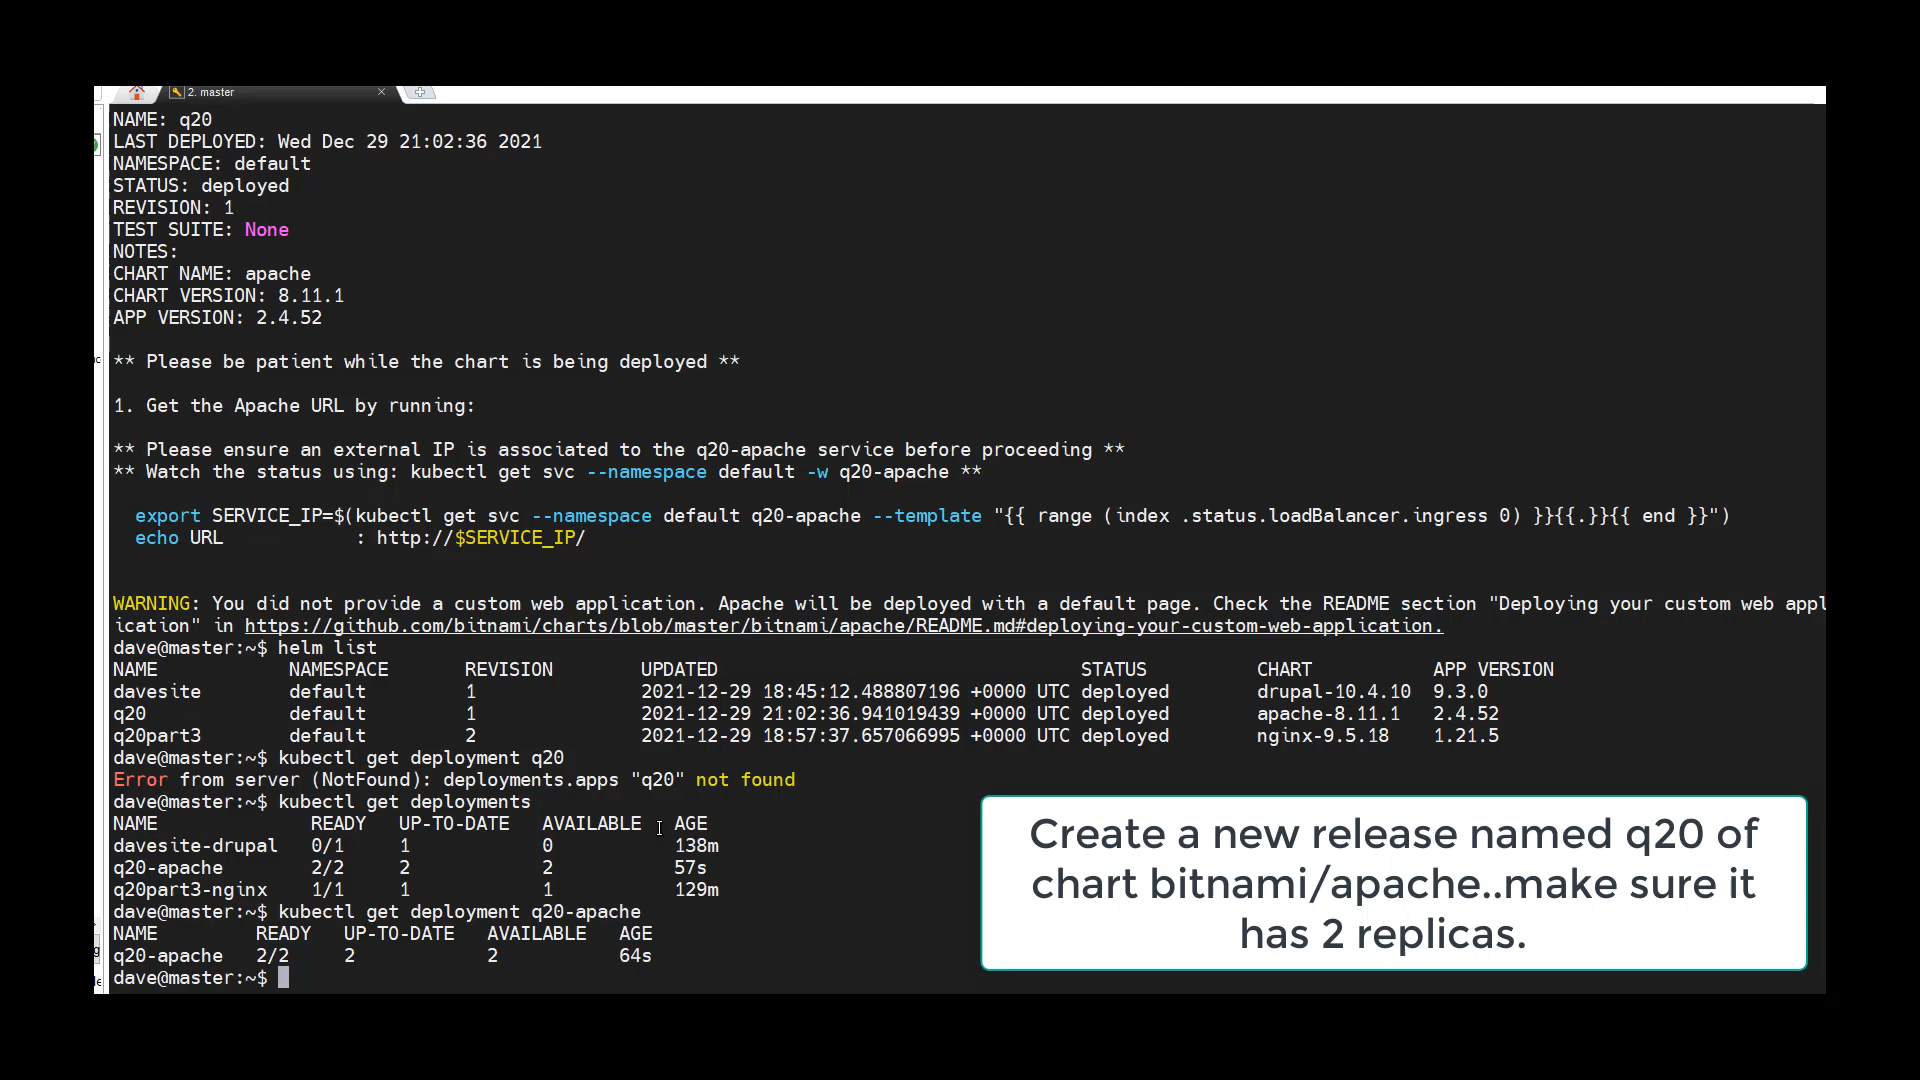 2. master
NAME: q20
LAST DEPLOYED: Wed Dec 29 21:02:36 2021
NAMESPACE: default
STATUS: deployed
REVISION: 1
TEST SUITE: None
NOTES:
CHART NAME: apache
CHART VERSION: 8.11.1
APP VERSION: 2.4.52
** Please be patient while the chart is being deployed **
1. Get the Apache URL by running:
** Please ensure an external IP is associated to the q20-apache service before proceeding **
** Watch the status using: kubectl get svc --namespace default -w q20-apache **
export SERVICE_IP=$(kubectl get svc --namespace default q20-apache --template "{{ range (index .status.loadBalancer.ingress 0) }}{{.}}{{ end }}")
echo URL : http://$SERVICE_IP/
WARNING: You did not provide a custom web application. Apache will be deployed with a default page. Check the README section "Deploying your custom web appl
ication" in https://github.com/bitnami/charts/blob/master/bitnami/apache/README.md#deploying-your-custom-web-application.
dave@master:~$ helm list
NAME NAMESPACE REVISION UPDATED STATUS CHART APP VERSION
davesite default 1 2021-12-29 18:45:12.488807196 +0000 UTC deployed drupal-10.4.10 9.3.0
q20 default 1 2021-12-29 21:02:36.941019439 +0000 UTC deployed apache-8.11.1 2.4.52
q20part3 default 2 2021-12-29 18:57:37.657066995 +0000 UTC deployed nginx-9.5.18 1.21.5
dave@master:~$ kubectl get deployment q20
Error from server (NotFound): deployments.apps "q20" not found
dave@master:~$ kubectl get deployments
NAME READY UP-TO-DATE AVAILABLE AGE
davesite-drupal 0/1 1 0 138m
q20-apache 2/2 2 2 57s
q20part3-nginx 1/1 1 1 129m
dave@master:~$ kubectl get deployment q20-apache
NAME READY UP-TO-DATE AVAILABLE AGE
q20-apache 2/2 2 2 64s
dave@master:~$
Create a new release named q20 of
chart bitnami/apache..make sure it
has 2 replicas.